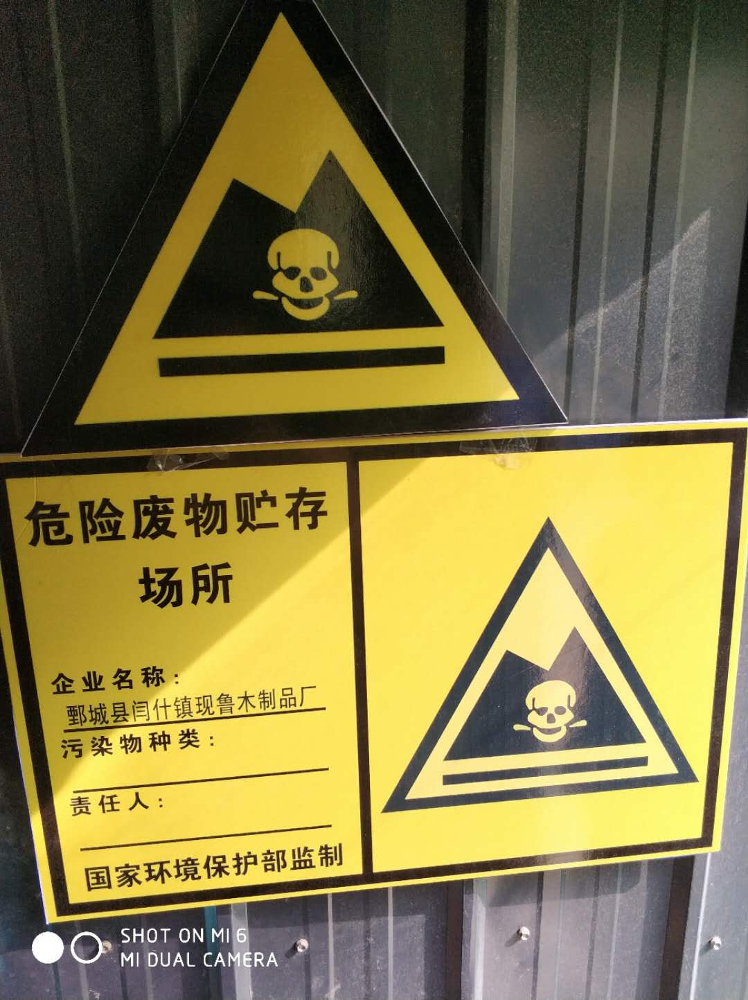 危险废物贮存
场所
企业名称：
鄄城县闫什镇现鲁木制品厂
污染物种类：
责任人：
国家环境保护部监制
SHOT ON MI 6
MI DUAL CAMERA